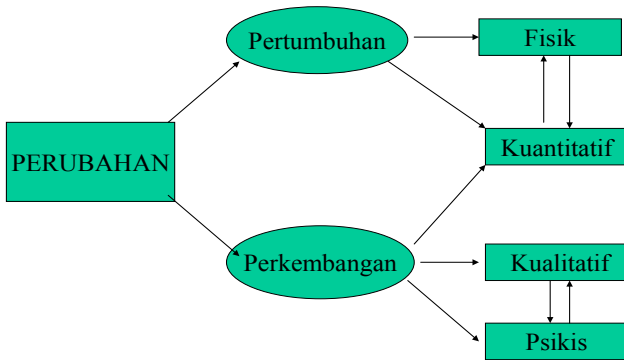 Pertumbuhan
Fisik
PERUBAHAN
Kuantitatif
Perkembangan
Kualitatif
Psikis